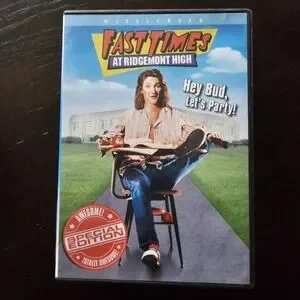 WIDESCREEN
FAST TIMES
AT RIDGEMONT HIGH
Hey Bud,
Let's Party!
AWESOME!
SPECIAL
EDITION
TOTALLY AWESOME!